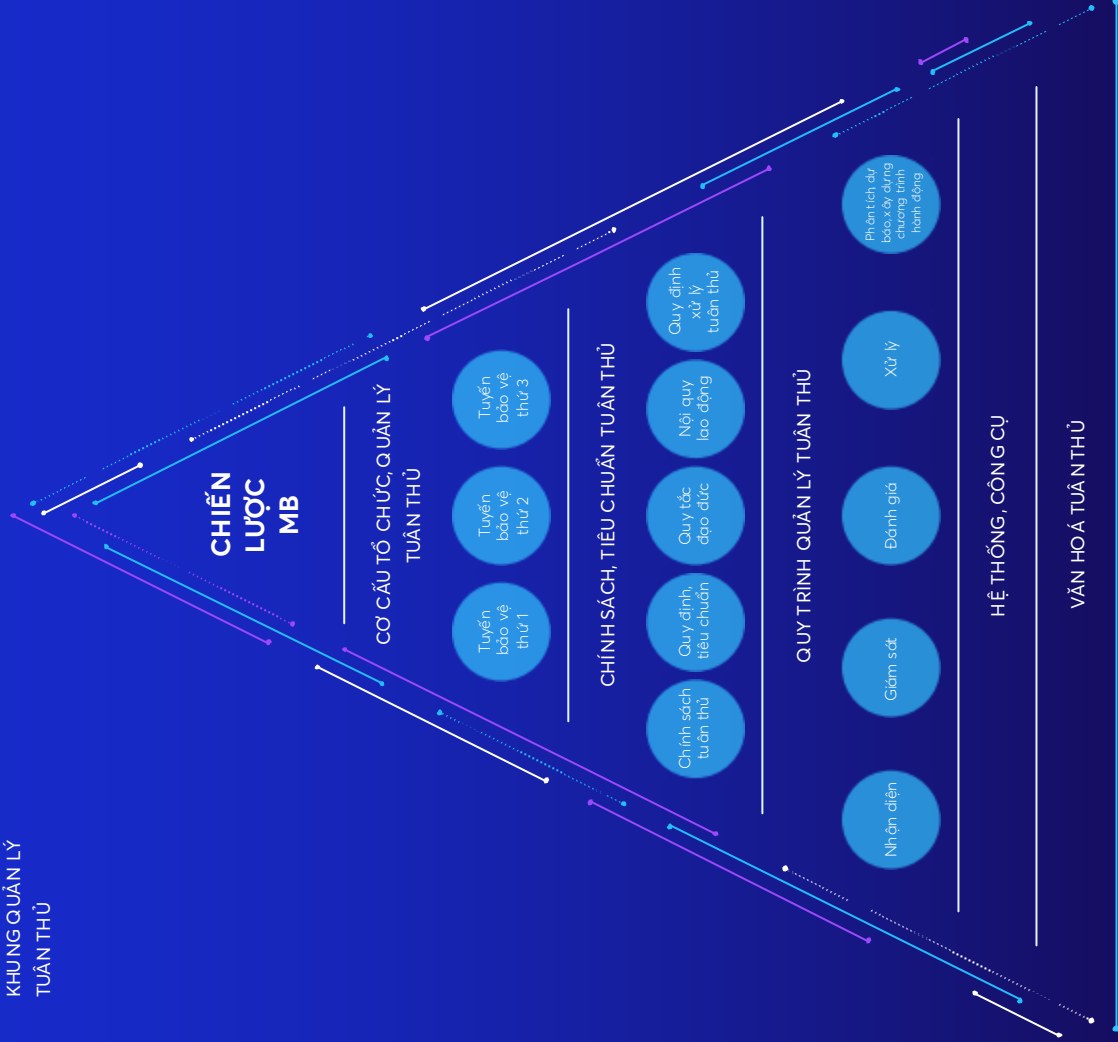 KHUNG QUẢN LÝ
TUÂN THỦ
CHIẾN
LƯỢC
MB
CƠ CẤU TỔ CHỨC, QUẢN LÝ
TUÂN THỦ
Tuyến
bảo vệ
thứ 1
Tuyến
bảo vệ
thứ 2
Tuyến
bảo vệ
thứ 3
CHÍNH SÁCH, TIÊU CHUẨN TUÂN THỦ
Chính sách
tuân thủ
Quy định,
tiêu chuẩn
Quy tắc
đạo đức
Nội quy
lao động
Quy định
xử lý
tuân thủ
QUY TRÌNH QUẢN LÝ TUÂN THỦ
Nhận diện
Giám sát
Đánh giá
Xử lý
Phân tích dự
báo, xây dựng
chương trình
hành động
HỆ THỐNG, CÔNG CỤ
VĂN HOÁ TUÂN THỦ